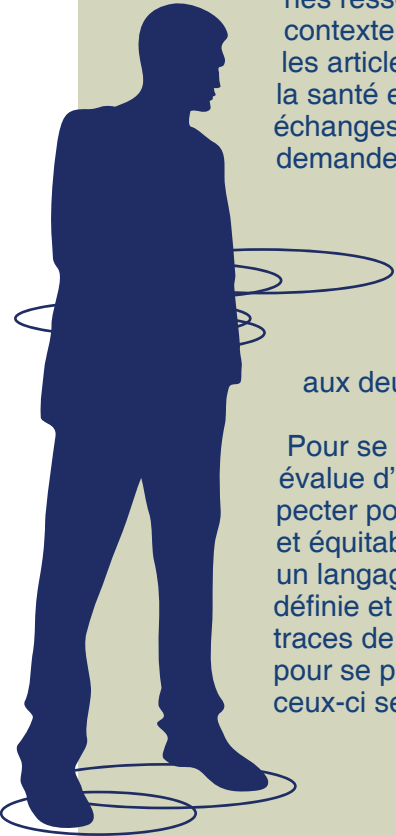 contexte
les article
la santé e
échanges
demande
aux deu
Pour se
évalue d'
pecter po
et équitab
un langag
définie et
traces de
pour se p
ceux-ci se